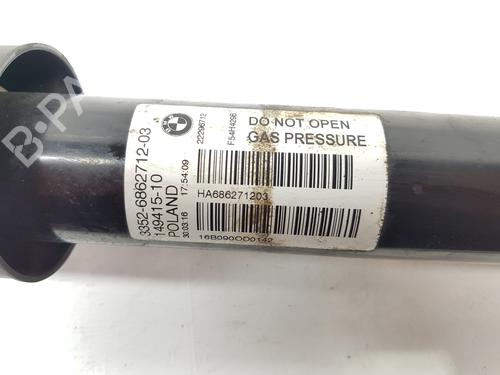 3352-6862712-03
149415-10
POLAND
30.03.16 17:54:09
22296712
F54H4296
DO NOT OPEN
GAS PRESSURE
HA686271203
16B090OD0142
B-PARTS